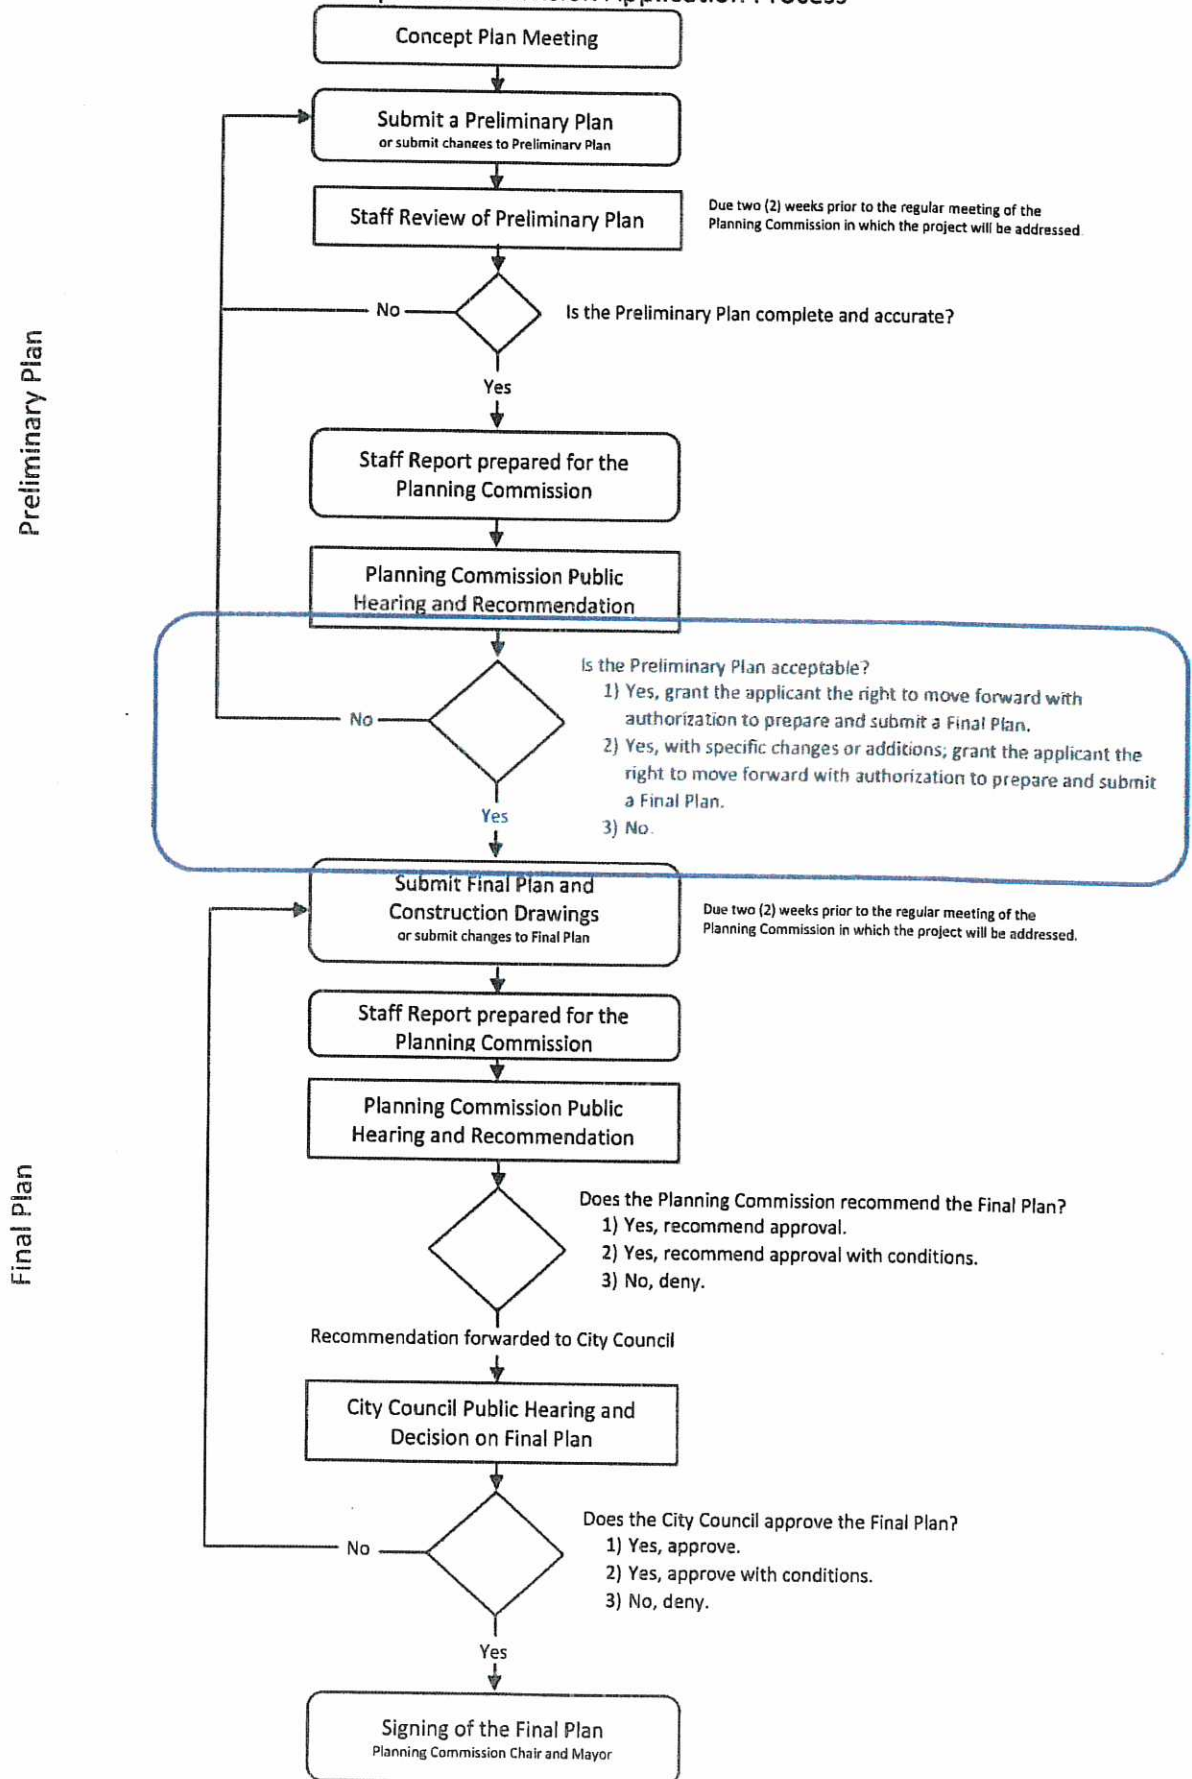 Application Process
Concept Plan Meeting
Submit a Preliminary Plan
or submit changes to Preliminary Plan
Staff Review of Preliminary Plan
Due two (2) weeks prior to the regular meeting of the
Planning Commission in which the project will be addressed.
No
Is the Preliminary Plan complete and accurate?
Yes
Preliminary Plan
Staff Report prepared for the
Planning Commission
Planning Commission Public
Hearing and Recommendation
Is the Preliminary Plan acceptable?
1) Yes, grant the applicant the right to move forward with
authorization to prepare and submit a Final Plan.
2) Yes, with specific changes or additions; grant the applicant the
right to move forward with authorization to prepare and submit
a Final Plan.
3) No.
No
Yes
Submit Final Plan and
Construction Drawings
or submit changes to Final Plan
Due two (2) weeks prior to the regular meeting of the
Planning Commission in which the project will be addressed.
Staff Report prepared for the
Planning Commission
Planning Commission Public
Hearing and Recommendation
Final Plan
Does the Planning Commission recommend the Final Plan?
1) Yes, recommend approval.
2) Yes, recommend approval with conditions.
3) No, deny.
Recommendation forwarded to City Council
City Council Public Hearing and
Decision on Final Plan
Does the City Council approve the Final Plan?
1) Yes, approve.
2) Yes, approve with conditions.
3) No, deny.
No
Yes
Signing of the Final Plan
Planning Commission Chair and Mayor